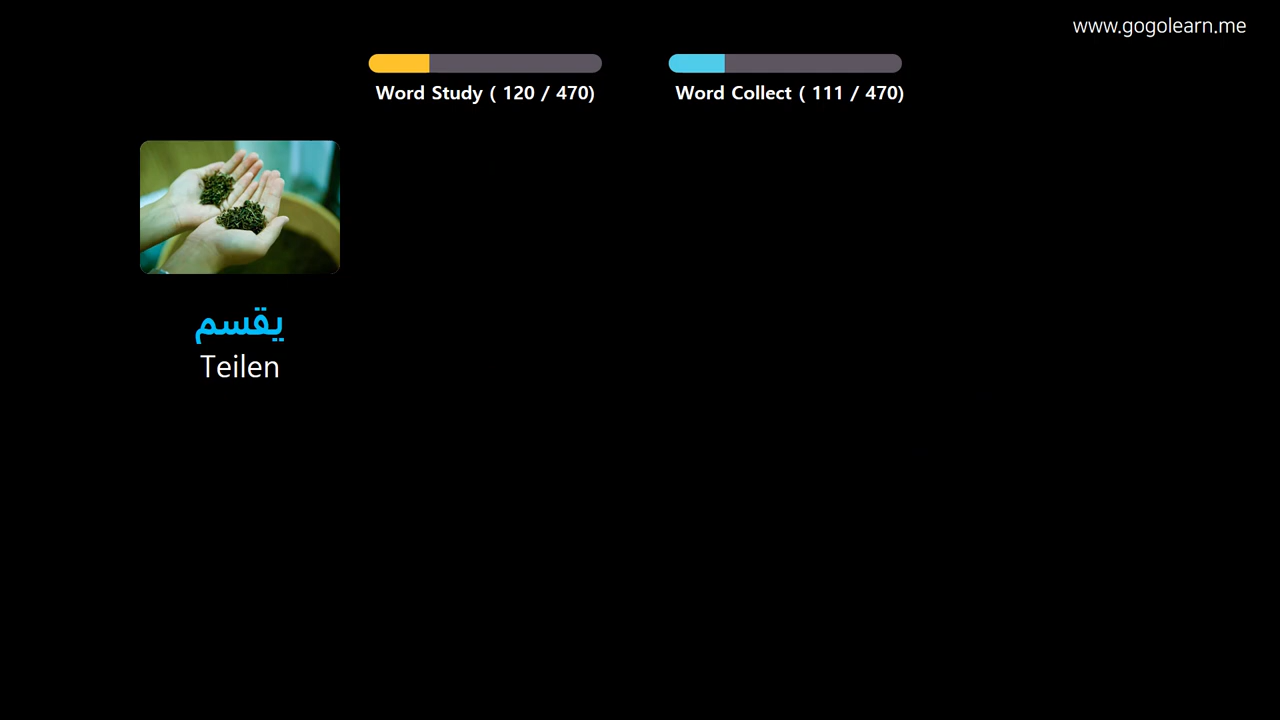 www.gogolearn.me
Word Study ( 120 / 470)
Word Collect ( 111 / 470)
يقسم
Teilen